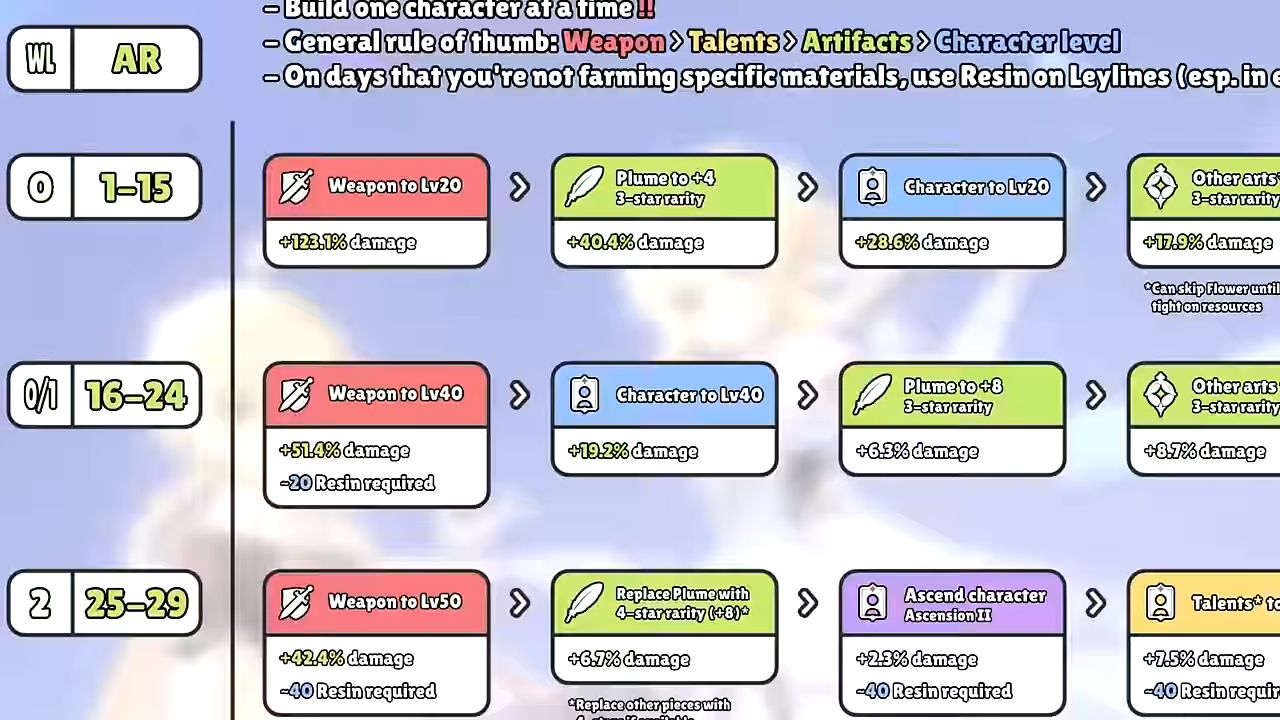 – Build one character at a time !!
– General rule of thumb: Weapon > Talents > Artifacts > Character level
– On days that you're not farming specific materials, use Resin on Leylines (esp. in
WL AR
0 1–15
Weapon to Lv20
+123.1% damage
Plume to +4
3-star rarity
+40.4% damage
Character to Lv20
+28.6% damage
Other arts*
3-star rarity
+17.9% damage
*Can skip Flower until
tight on resources
0/1 16–24
Weapon to Lv40
+51.4% damage
~20 Resin required
Character to Lv40
+19.2% damage
Plume to +8
3-star rarity
+6.3% damage
Other arts
3-star rarity
+8.7% damage
2 25–29
Weapon to Lv50
+42.4% damage
~40 Resin required
Replace Plume with
4-star rarity (+8)*
+6.7% damage
*Replace other pieces with
Ascend character
Ascension II
+2.3% damage
~40 Resin required
Talents* to
+7.5% damage
~40 Resin